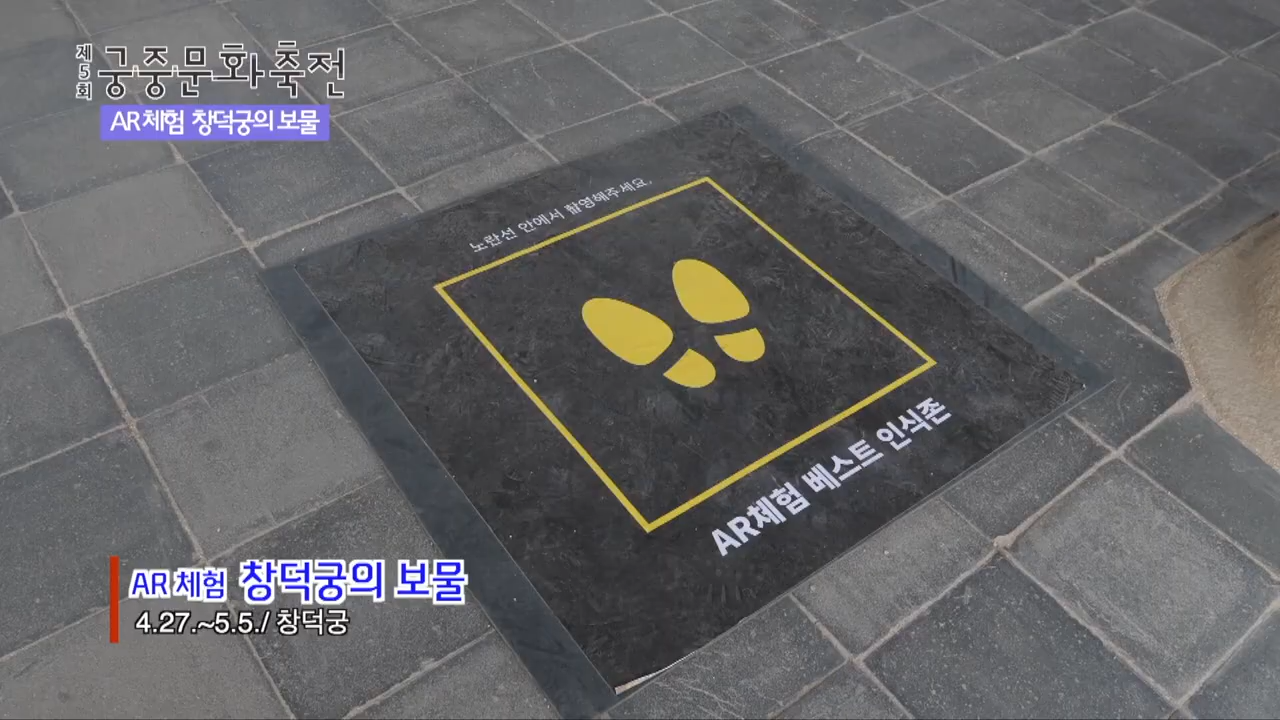 제5회 궁중문화축전
AR체험 창덕궁의 보물
노란선 안에서 촬영해주세요.
AR체험 베스트 인식존
AR 체험 창덕궁의 보물
4.27.~5.5./ 창덕궁